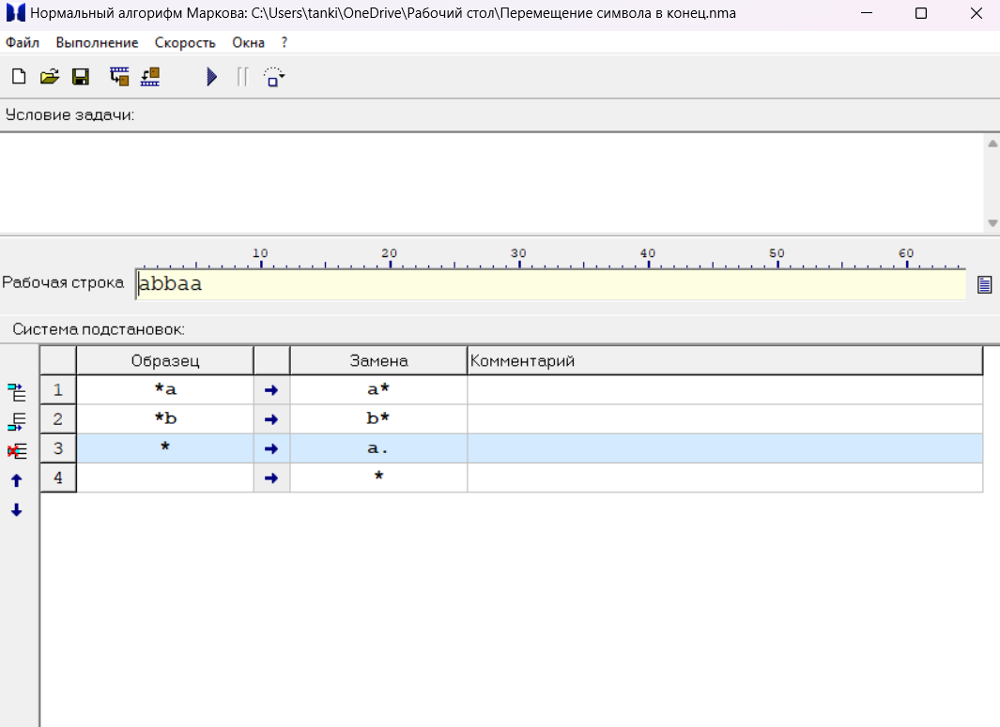 Нормальный алгорифм Маркова: C:\Users\tanki\OneDrive\Рабочий стол\Перемещение символа в конец.nma
Файл Выполнение Скорость Окна ?
Условие задачи:
10 20 30 40 50 60
Рабочая строка abbaa
Система подстановок:
Образец Замена Комментарий
1 *a → a*
2 *b → b*
3 * → a.
4 → *